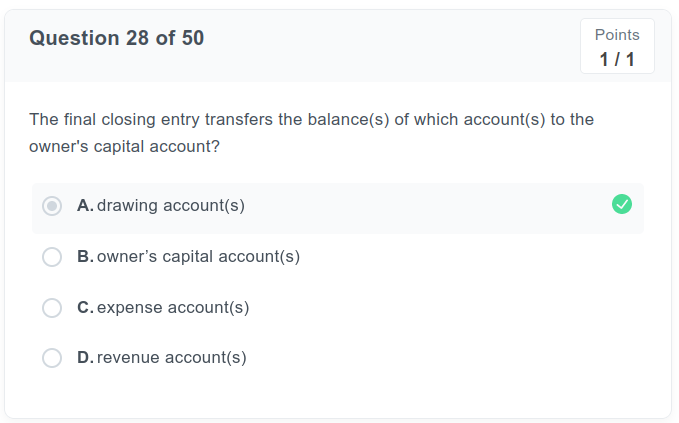 Question 28 of 50
Points
1 / 1
The final closing entry transfers the balance(s) of which account(s) to the
owner's capital account?
A. drawing account(s)
B. owner’s capital account(s)
C. expense account(s)
D. revenue account(s)